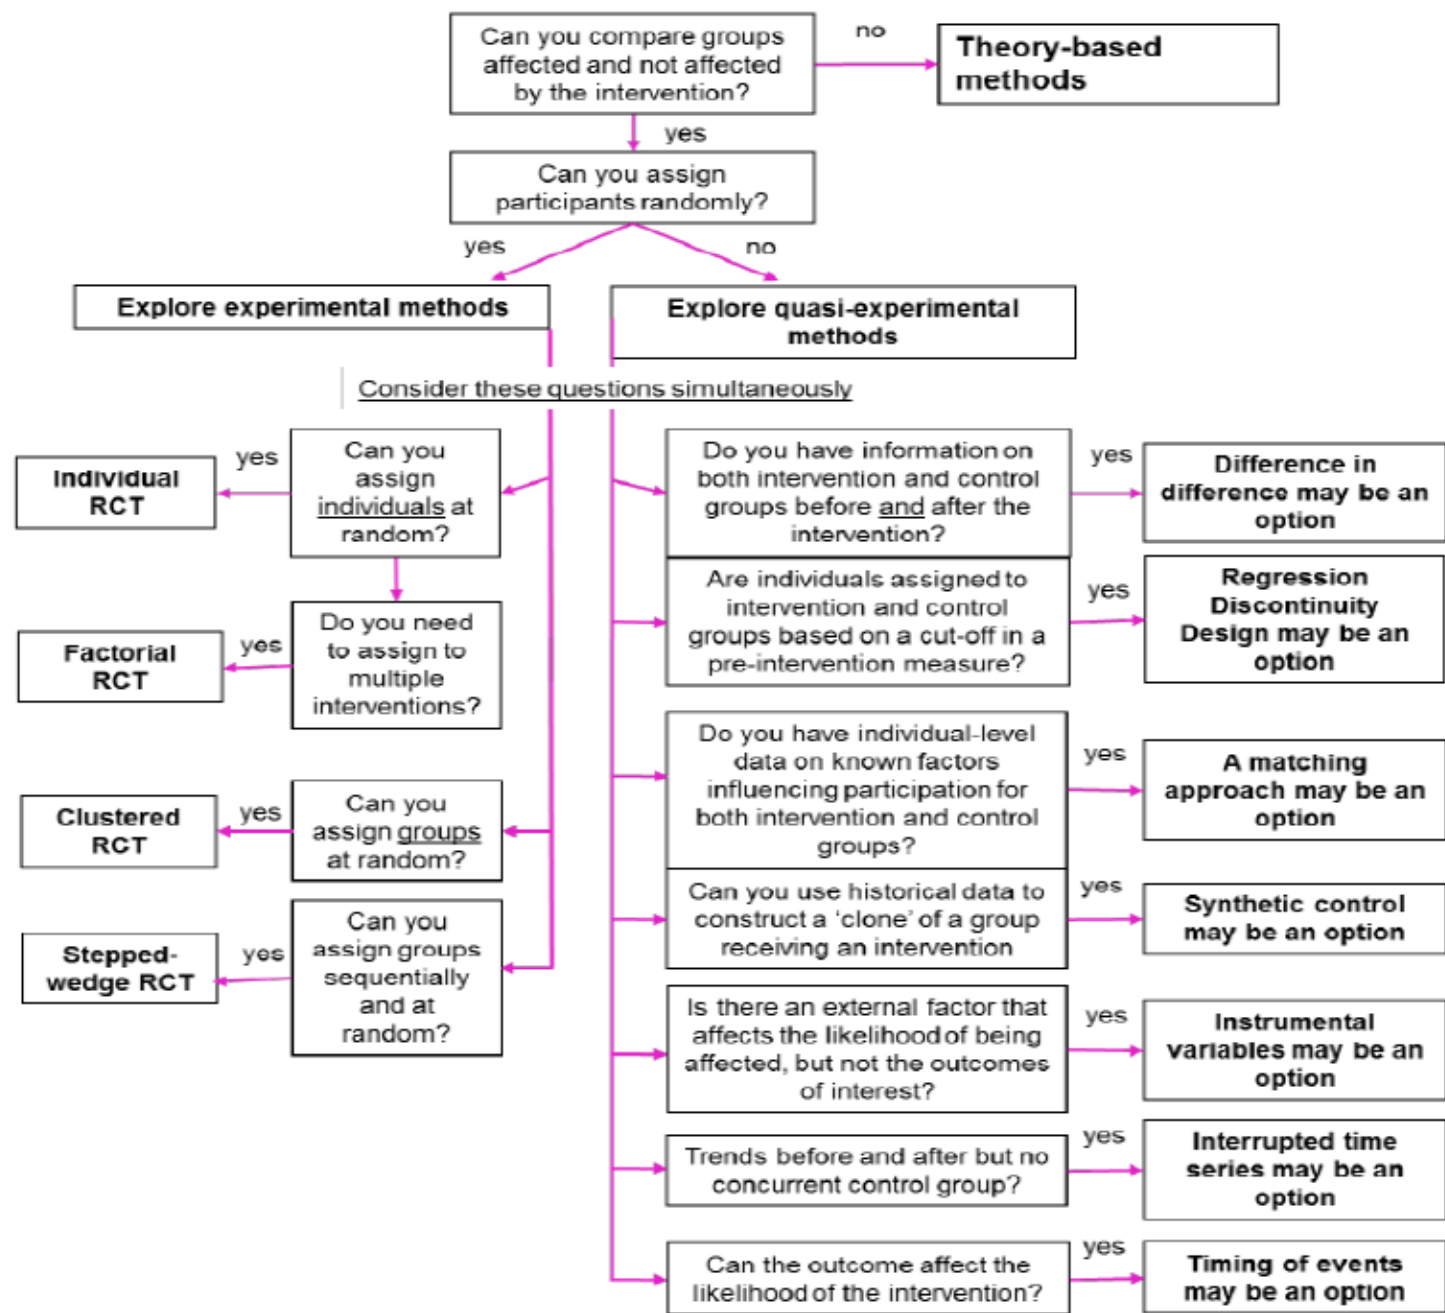 Can you compare groups
affected and not affected
by the intervention?
no
Theory-based
methods
yes
Can you assign
participants randomly?
yes
no
Explore experimental methods
Explore quasi-experimental
methods
Consider these questions simultaneously
Individual
RCT
yes
Can you
assign
individuals at
random?
Do you have information on
both intervention and control
groups before and after the
intervention?
yes
Difference in
difference may be an
option
Are individuals assigned to
intervention and control
groups based on a cut-off in a
pre-intervention measure?
yes
Regression
Discontinuity
Design may be an
option
Factorial
RCT
yes
Do you need
to assign to
multiple
interventions?
Do you have individual-level
data on known factors
influencing participation for
both intervention and control
groups?
yes
A matching
approach may be an
option
Clustered
RCT
yes
Can you
assign groups
at random?
Can you use historical data to
construct a ‘clone’ of a group
receiving an intervention
yes
Synthetic control
may be an option
Stepped-
wedge RCT
yes
Can you
assign groups
sequentially
and at
random?
Is there an external factor that
affects the likelihood of being
affected, but not the outcomes
of interest?
yes
Instrumental
variables may be an
option
Trends before and after but no
concurrent control group?
yes
Interrupted time
series may be an
option
Can the outcome affect the
likelihood of the intervention?
yes
Timing of events
may be an option